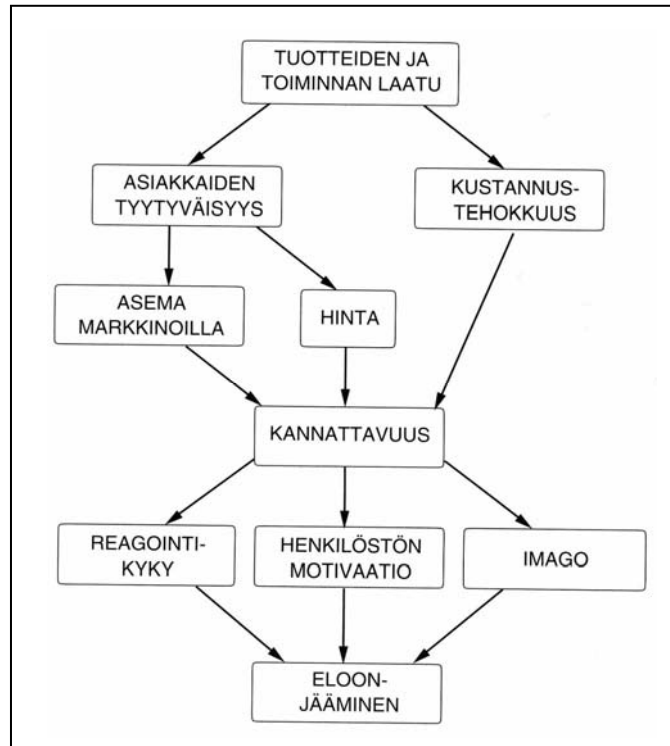 TUOTTEIDEN JA
TOIMINNAN LAATU
ASIAKKAIDEN
TYYTYVÄISYYS
KUSTANNUS-
TEHOKKUUS
ASEMA
MARKKINOILLA
HINTA
KANNATTAVUUS
REAGOINTI-
KYKY
HENKILÖSTÖN
MOTIVAATIO
IMAGO
ELOON-
JÄÄMINEN